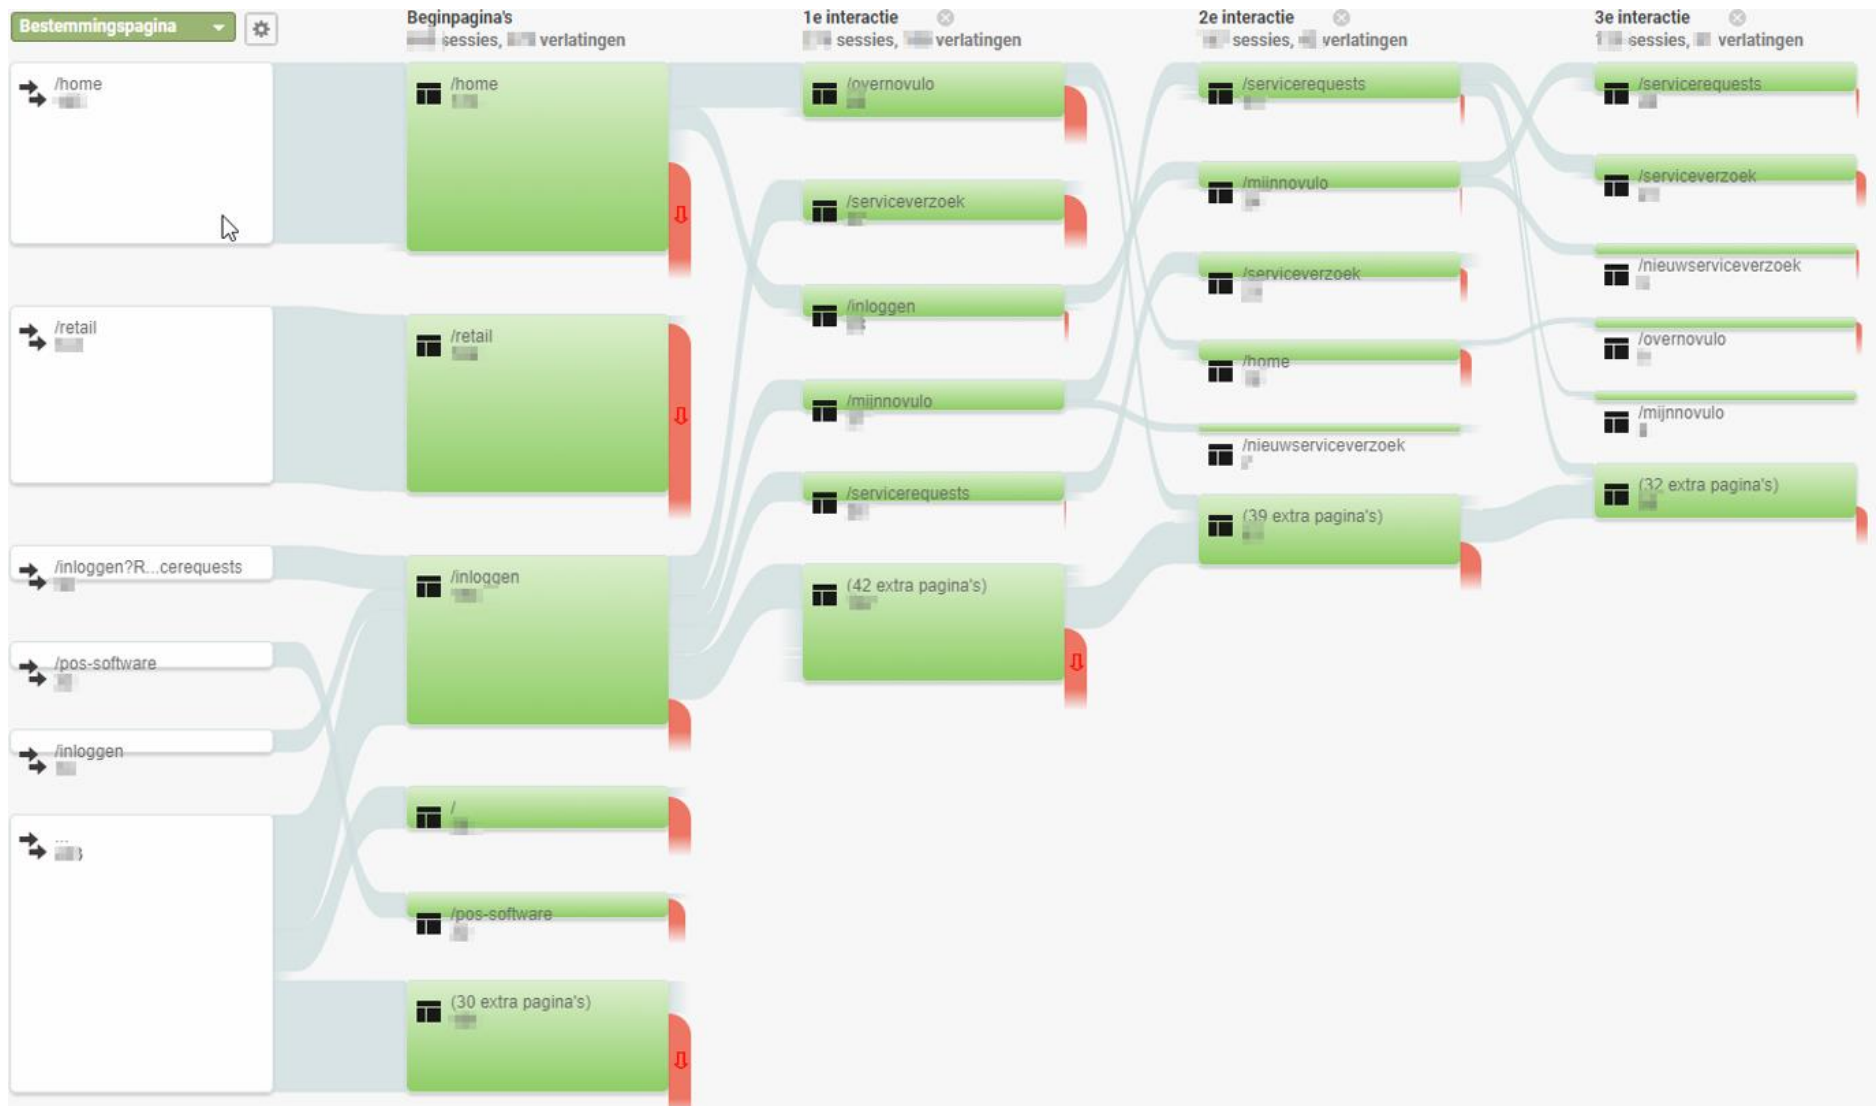 Bestemmingspagina
/home
/retail
/inloggen?R...cerequests
/pos-software
/inloggen
...
Beginpagina's
sessies, verlatingen
/home
/retail
/inloggen
/
/pos-software
(30 extra pagina's)
1e interactie
sessies, verlatingen
/overnovulo
/serviceverzoek
/inloggen
/mijnnovulo
/servicerequests
(42 extra pagina's)
2e interactie
sessies, verlatingen
/servicerequests
/mijnnovulo
/serviceverzoek
/home
/nieuwserviceverzoek
(39 extra pagina's)
3e interactie
sessies, verlatingen
/servicerequests
/serviceverzoek
/nieuwserviceverzoek
/overnovulo
/mijnnovulo
(32 extra pagina's)